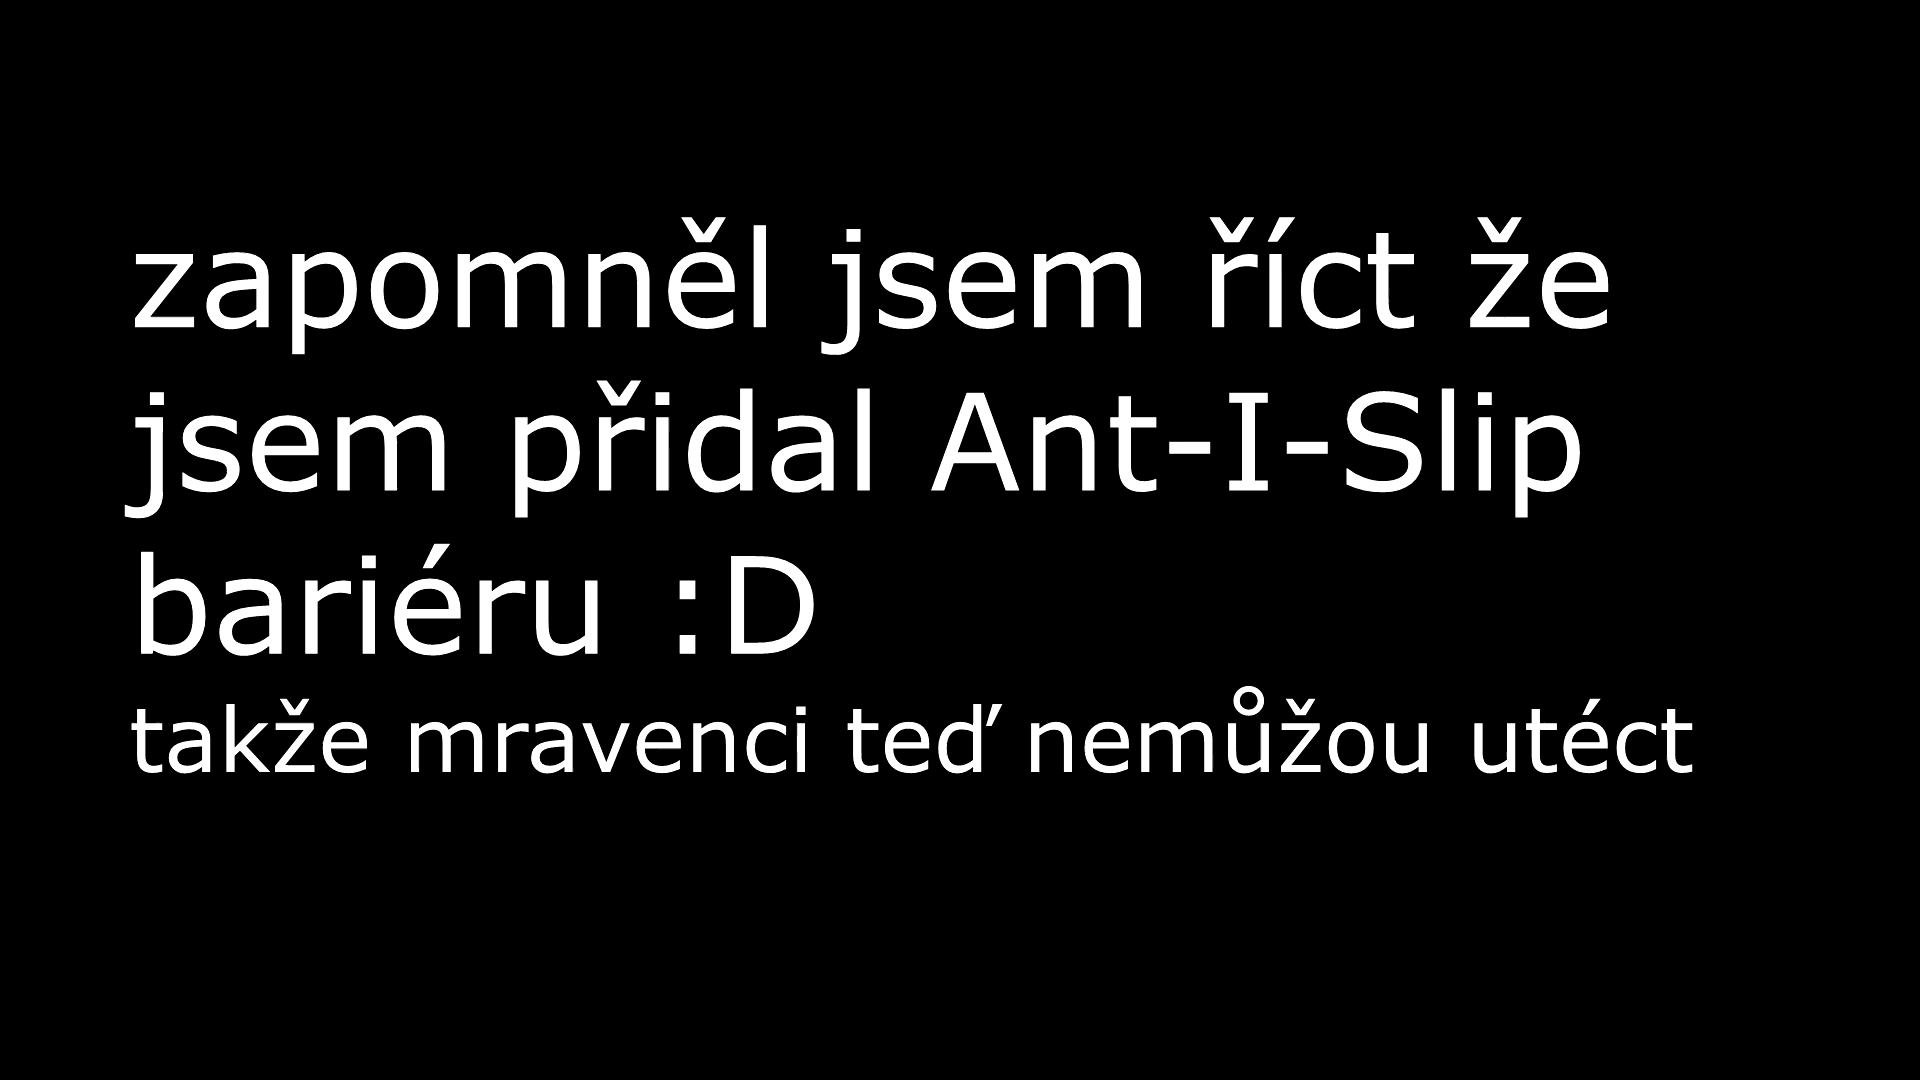 zapomněl jsem říct že
jsem přidal Ant-I-Slip
bariéru :D
takže mravenci teď nemůžou utéct